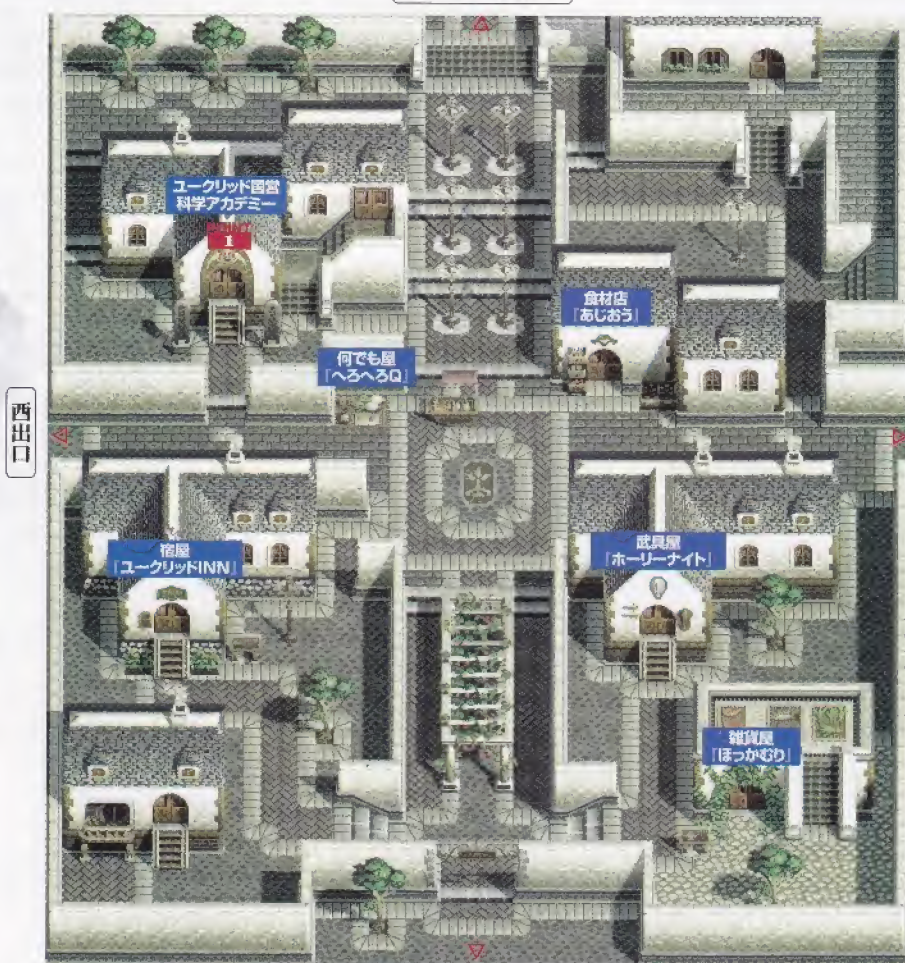 ユークリッド国営
科学アカデミー
1
食材店
『あじおう』
何でも屋
『へろへろQ』
西出口
宿屋
『ユークリッドINN』
武具屋
『ホーリーナイト』
雑貨屋
『ほっかむり』